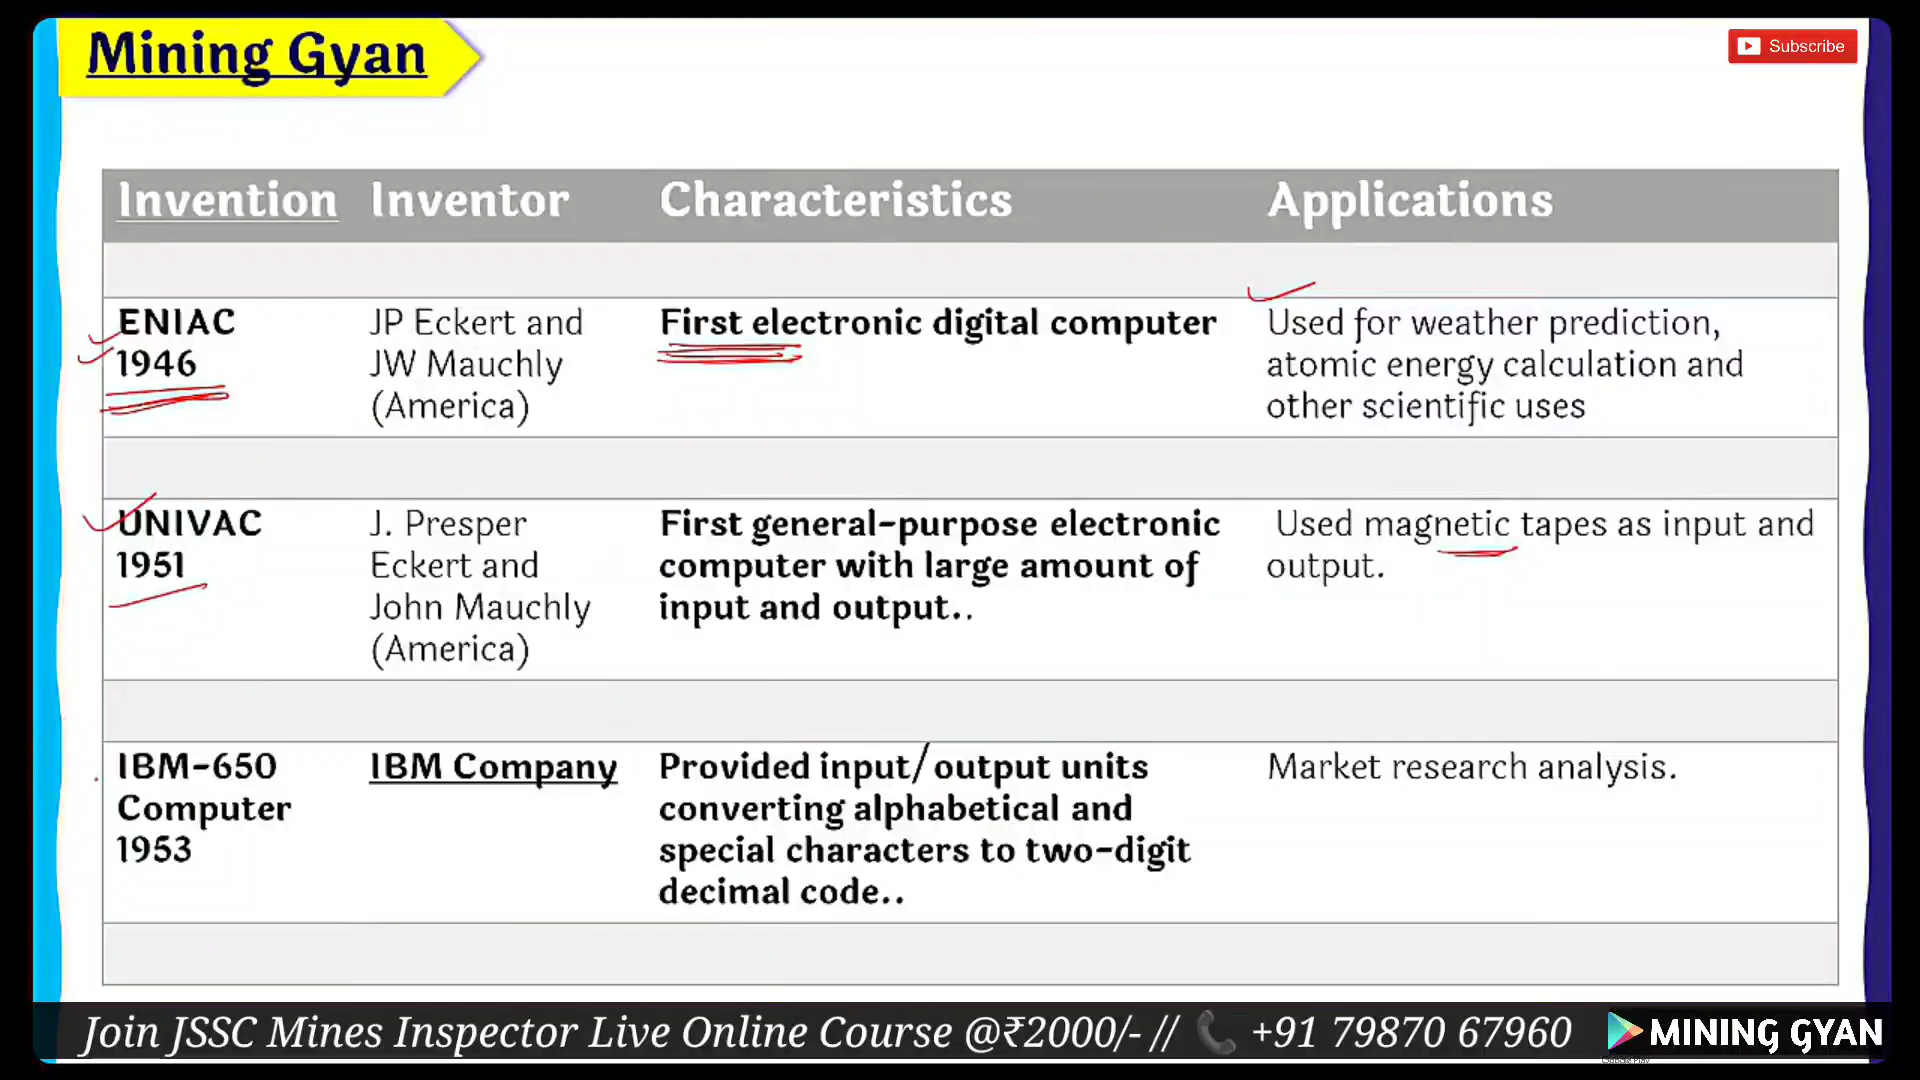 Mining Gyan
Subscribe
Invention Inventor Characteristics Applications
ENIAC
1946
JP Eckert and
JW Mauchly
(America)
First electronic digital computer
Used for weather prediction,
atomic energy calculation and
other scientific uses
UNIVAC
1951
J. Presper
Eckert and
John Mauchly
(America)
First general-purpose electronic
computer with large amount of
input and output..
Used magnetic tapes as input and
output.
IBM-650
Computer
1953
IBM Company
Provided input/output units
converting alphabetical and
special characters to two-digit
decimal code..
Market research analysis.
Join JSSC Mines Inspector Live Online Course @₹2000/- // 📞 +91 79870 67960
MINING GYAN
Google Play